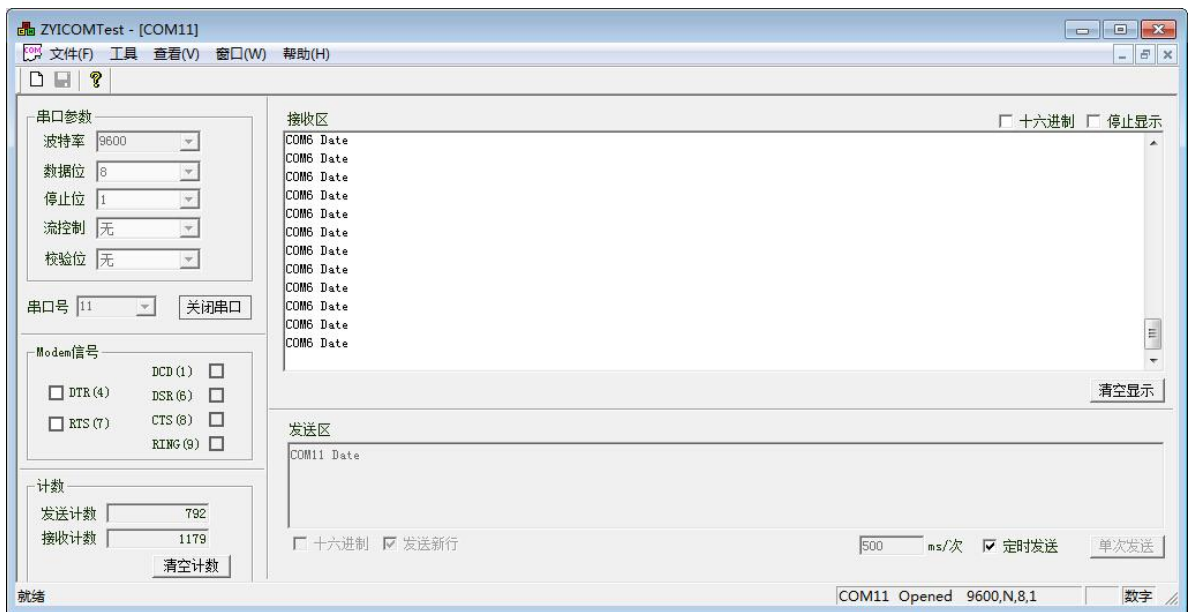 ZYICOMTest - [COM11]
文件(F) 工具 查看(V) 窗口(W) 帮助(H)
串口参数
波特率 9600
数据位 8
停止位 1
流控制 无
校验位 无
串口号 11 关闭串口
Modem信号
DCD(1)
DTR(4) DSR(6)
RTS(7) CTS(8)
RING(9)
计数
发送计数 792
接收计数 1179
清空计数
接收区 十六进制 停止显示
COM6 Date
COM6 Date
COM6 Date
COM6 Date
COM6 Date
COM6 Date
COM6 Date
COM6 Date
COM6 Date
COM6 Date
COM6 Date
COM6 Date
清空显示
发送区
COM11 Date
十六进制 发送新行 500 ms/次 定时发送 单次发送
就绪 COM11 Opened 9600,N,8,1 数字